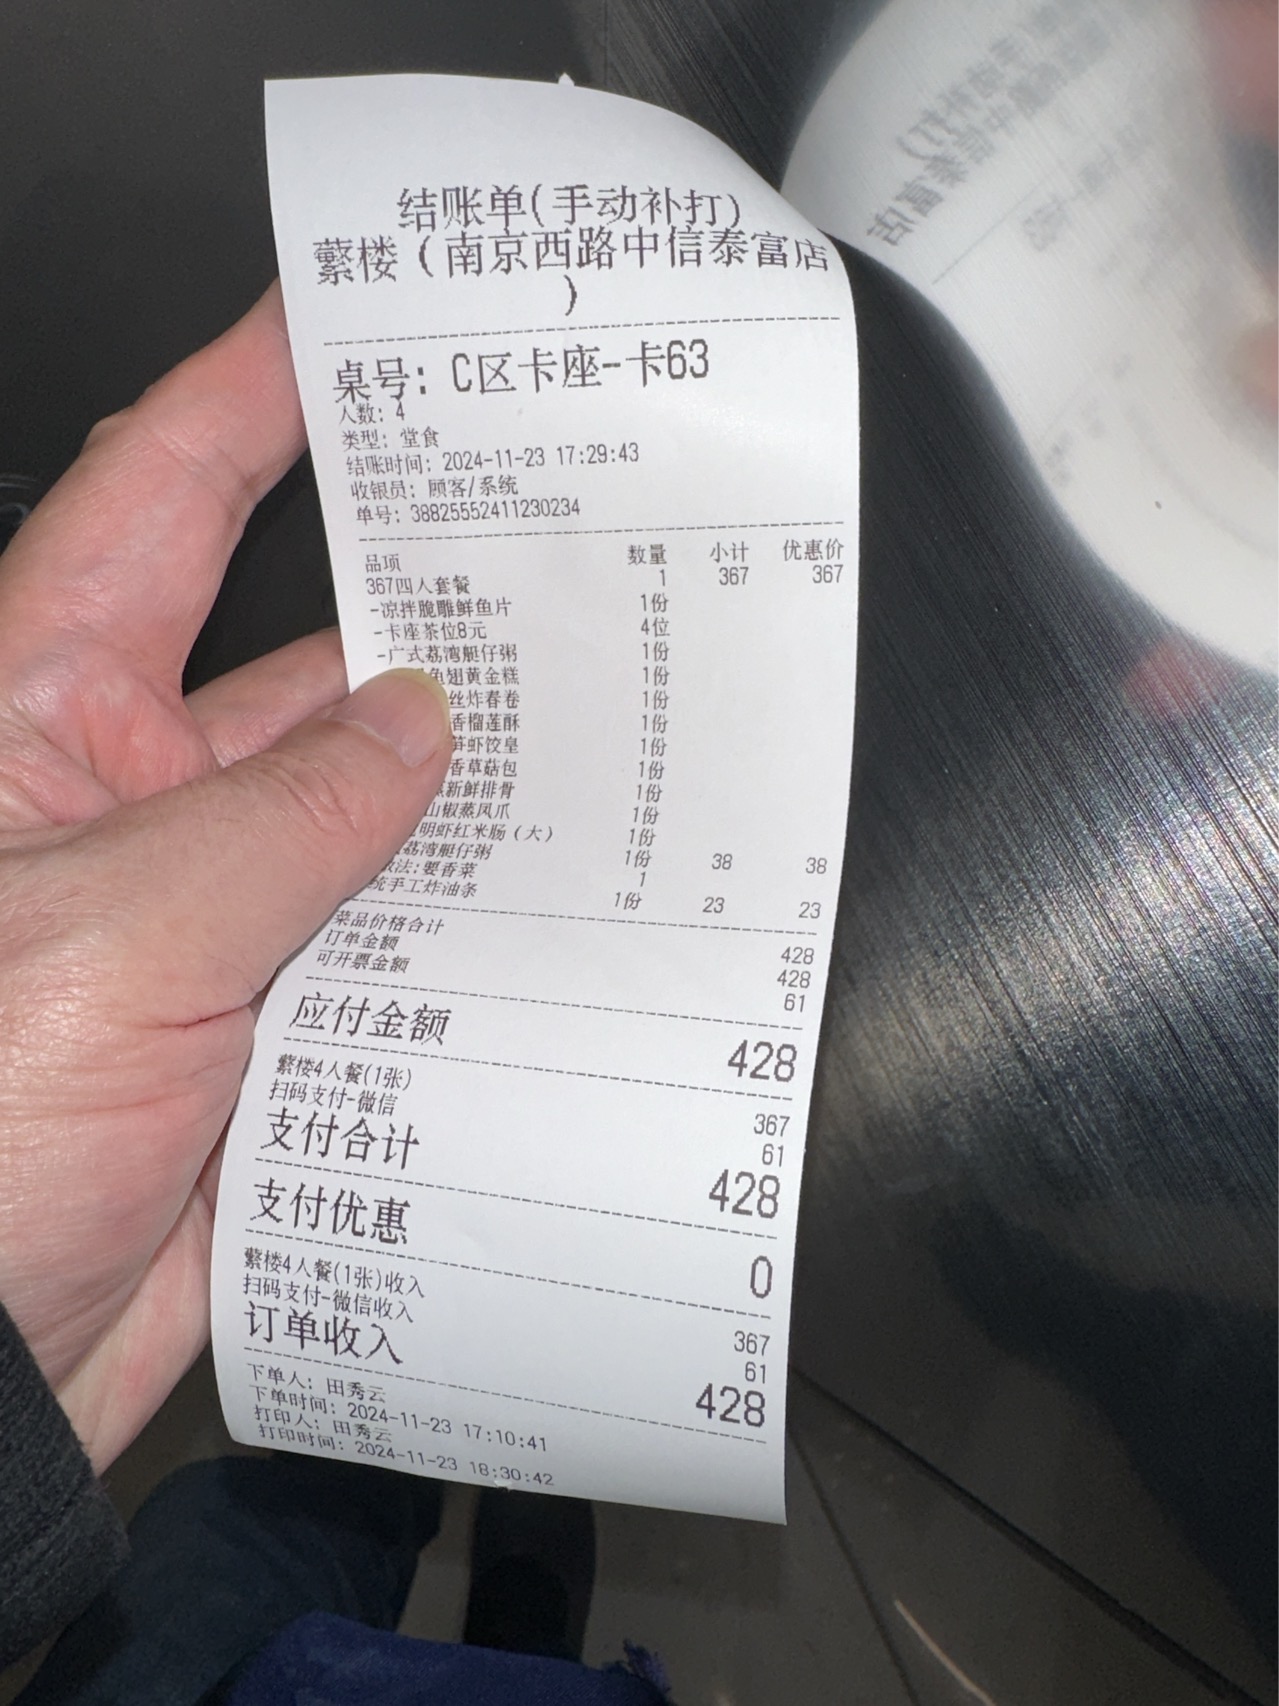 结账单(手动补打)
蘩楼（南京西路中信泰富店
）
桌号: C区卡座-卡63
人数: 4
类型: 堂食
结账时间: 2024-11-23 17:29:43
收银员: 顾客/系统
单号: 38825552411230234
品项 数量 小计 优惠价
367四人套餐 1 367 367
-凉拌脆雕鲜鱼片 1份
-卡座茶位8元 4位
-广式荔湾艇仔粥 1份
鱼翅黄金糕 1份
丝炸春卷 1份
香榴莲酥 1份
笋虾饺皇 1份
香草菇包 1份
蒸新鲜排骨 1份
山椒蒸凤爪 1份
明虾红米肠（大） 1份
荔湾艇仔粥 1份 38 38
做法:要香菜 1
统手工炸油条 1份 23 23
菜品价格合计 428
订单金额 428
可开票金额 61
应付金额 428
蘩楼4人餐(1张) 367
扫码支付-微信 61
支付合计 428
支付优惠 0
蘩楼4人餐(1张)收入 367
扫码支付-微信收入 61
订单收入 428
下单人: 田秀云
下单时间: 2024-11-23 17:10:41
打印人: 田秀云
打印时间: 2024-11-23 18:30:42